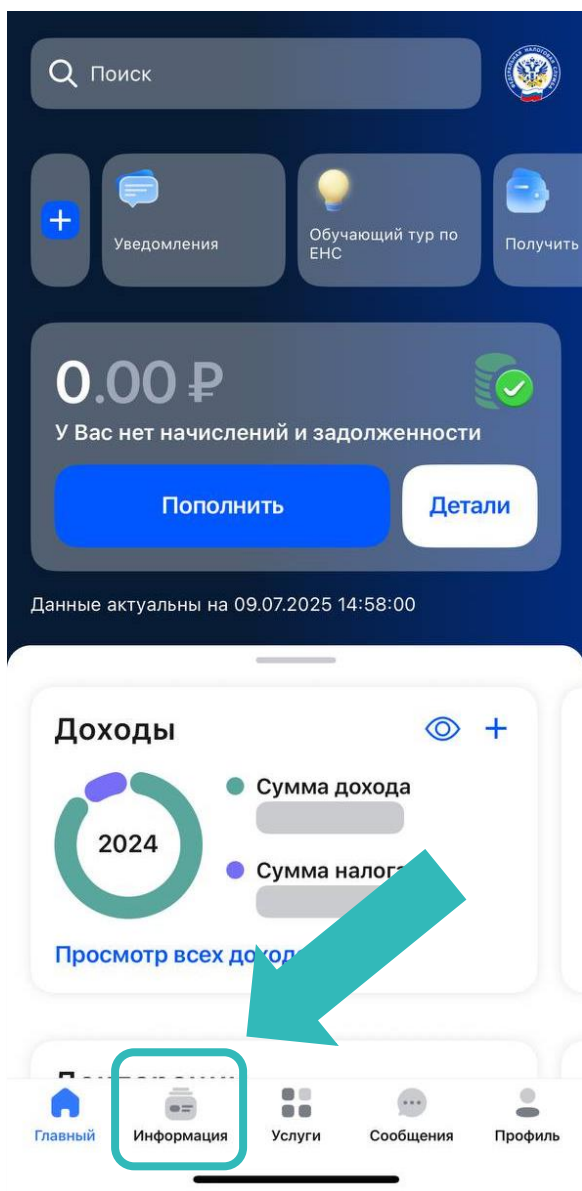 Поиск
Уведомления
Обучающий тур по
ЕНС
Получить
0.00 ₽
У Вас нет начислений и задолженности
Пополнить
Детали
Данные актуальны на 09.07.2025 14:58:00
Доходы
2024
Сумма дохода
Сумма налога
Просмотр всех
Главный
Информация
Услуги
Сообщения
Профиль